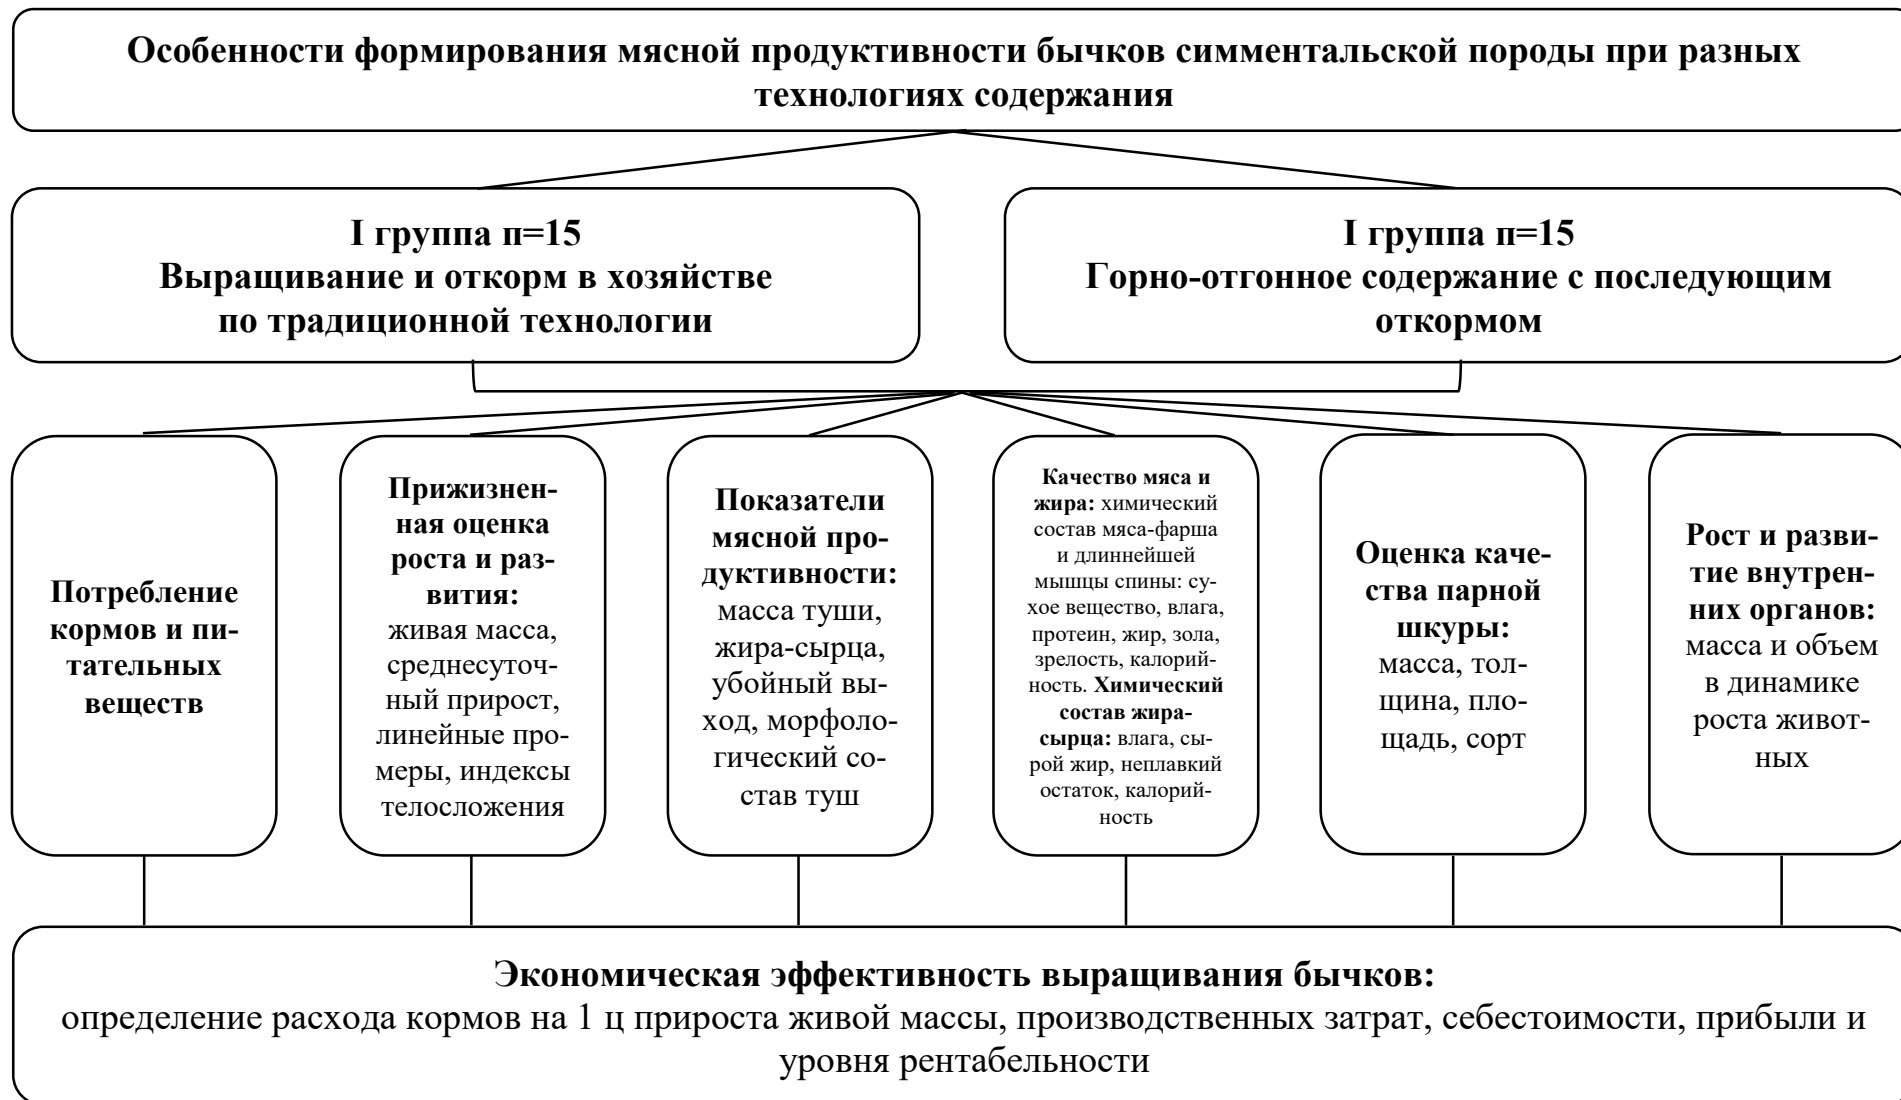 Особенности формирования мясной продуктивности бычков симментальской породы при разных
технологиях содержания
I группа п=15
Выращивание и откорм в хозяйстве
по традиционной технологии
I группа п=15
Горно-отгонное содержание с последующим
откормом
Потребление
кормов и пи-
тательных
веществ
Прижизнен-
ная оценка
роста и раз-
вития:
живая масса,
среднесуточ-
ный прирост,
линейные про-
меры, индексы
телосложения
Показатели
мясной про-
дуктивности:
масса туши,
жира-сырца,
убойный вы-
ход, морфоло-
гический со-
став туш
Качество мяса и
жира: химический
состав мяса-фарша
и длиннейшей
мышцы спины: су-
хое вещество, влага,
протеин, жир, зола,
зрелость, калорий-
ность. Химический
состав жира-
сырца: влага, сы-
рой жир, неплавкий
остаток, калорий-
ность
Оценка каче-
ства парной
шкуры:
масса, тол-
щина, пло-
щадь, сорт
Рост и разви-
тие внутрен-
них органов:
масса и объем
в динамике
роста живот-
ных
Экономическая эффективность выращивания бычков:
определение расхода кормов на 1 ц прироста живой массы, производственных затрат, себестоимости, прибыли и
уровня рентабельности